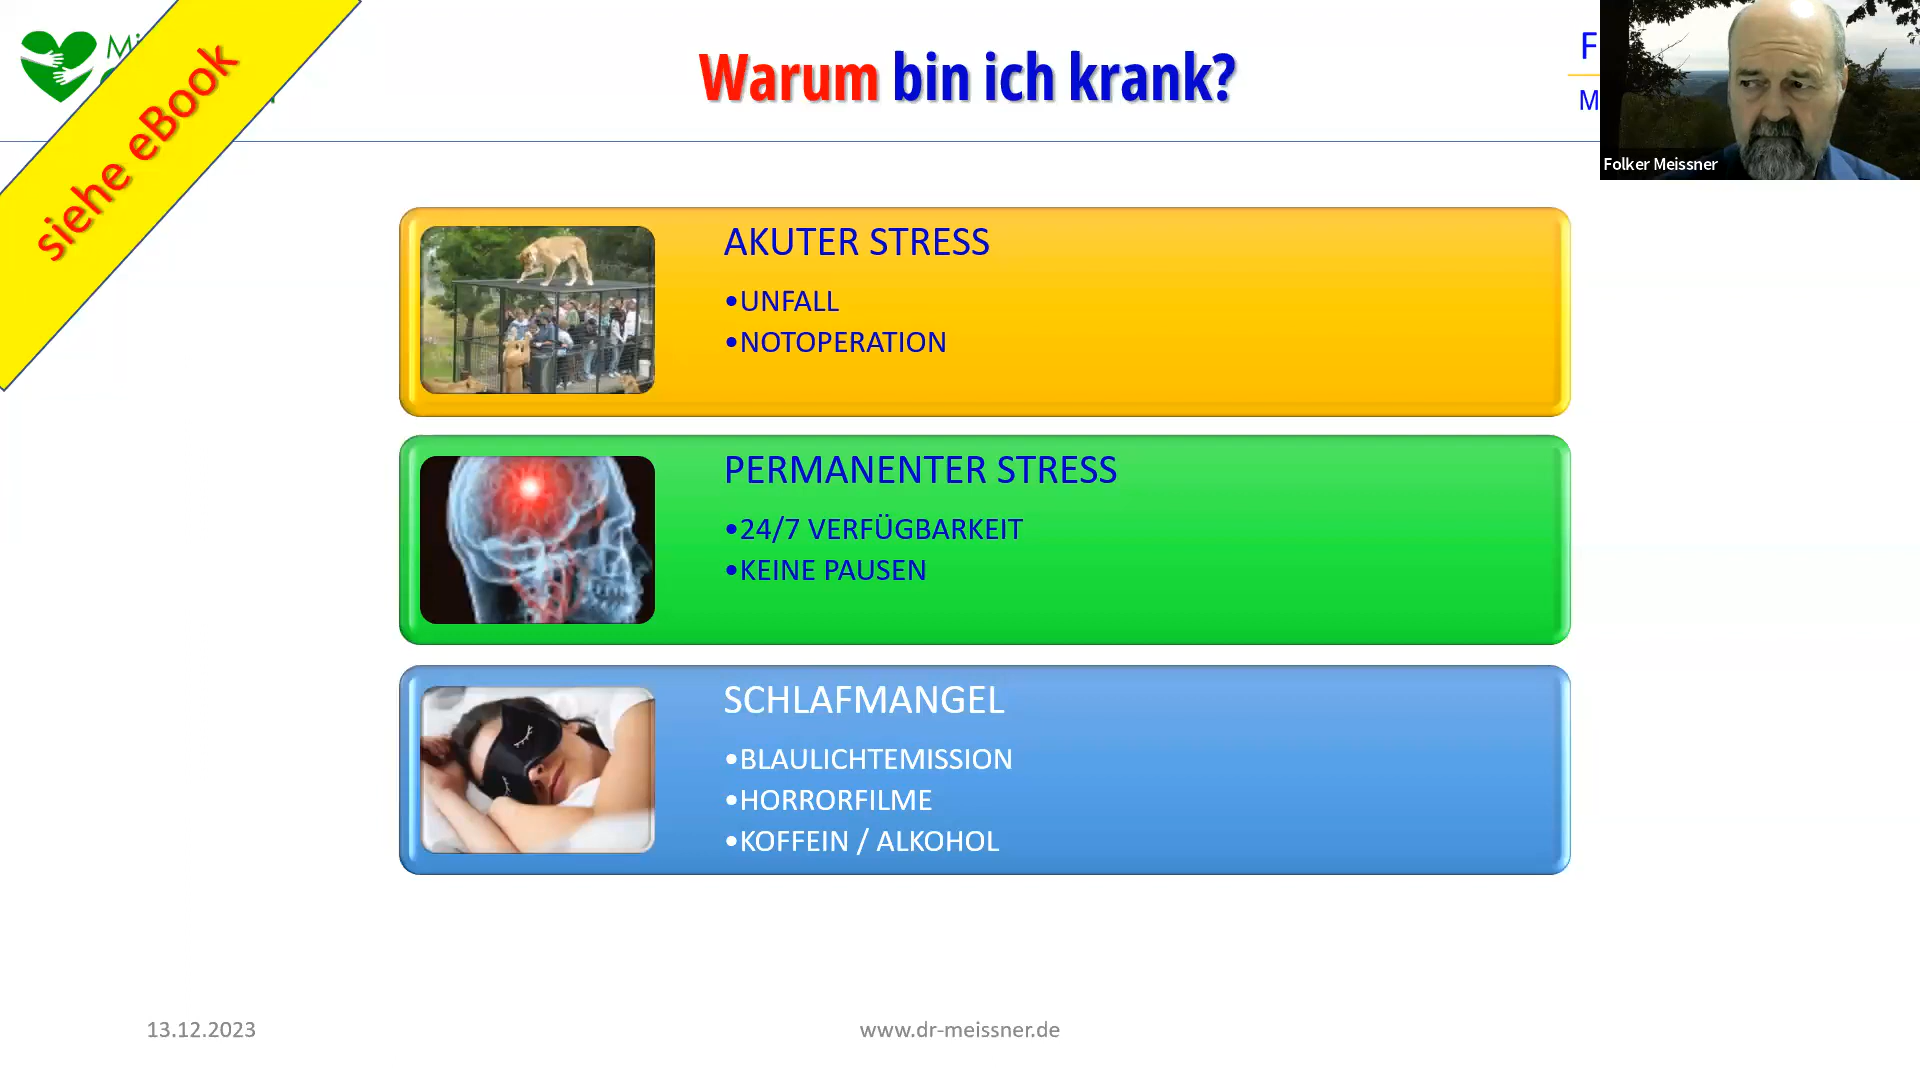 siehe eBook
Warum bin ich krank?
Folker Meissner
AKUTER STRESS
•UNFALL
•NOTOPERATION
PERMANENTER STRESS
•24/7 VERFÜGBARKEIT
•KEINE PAUSEN
SCHLAFMANGEL
•BLAULICHTEMISSION
•HORRORFILME
•KOFFEIN / ALKOHOL
13.12.2023
www.dr-meissner.de